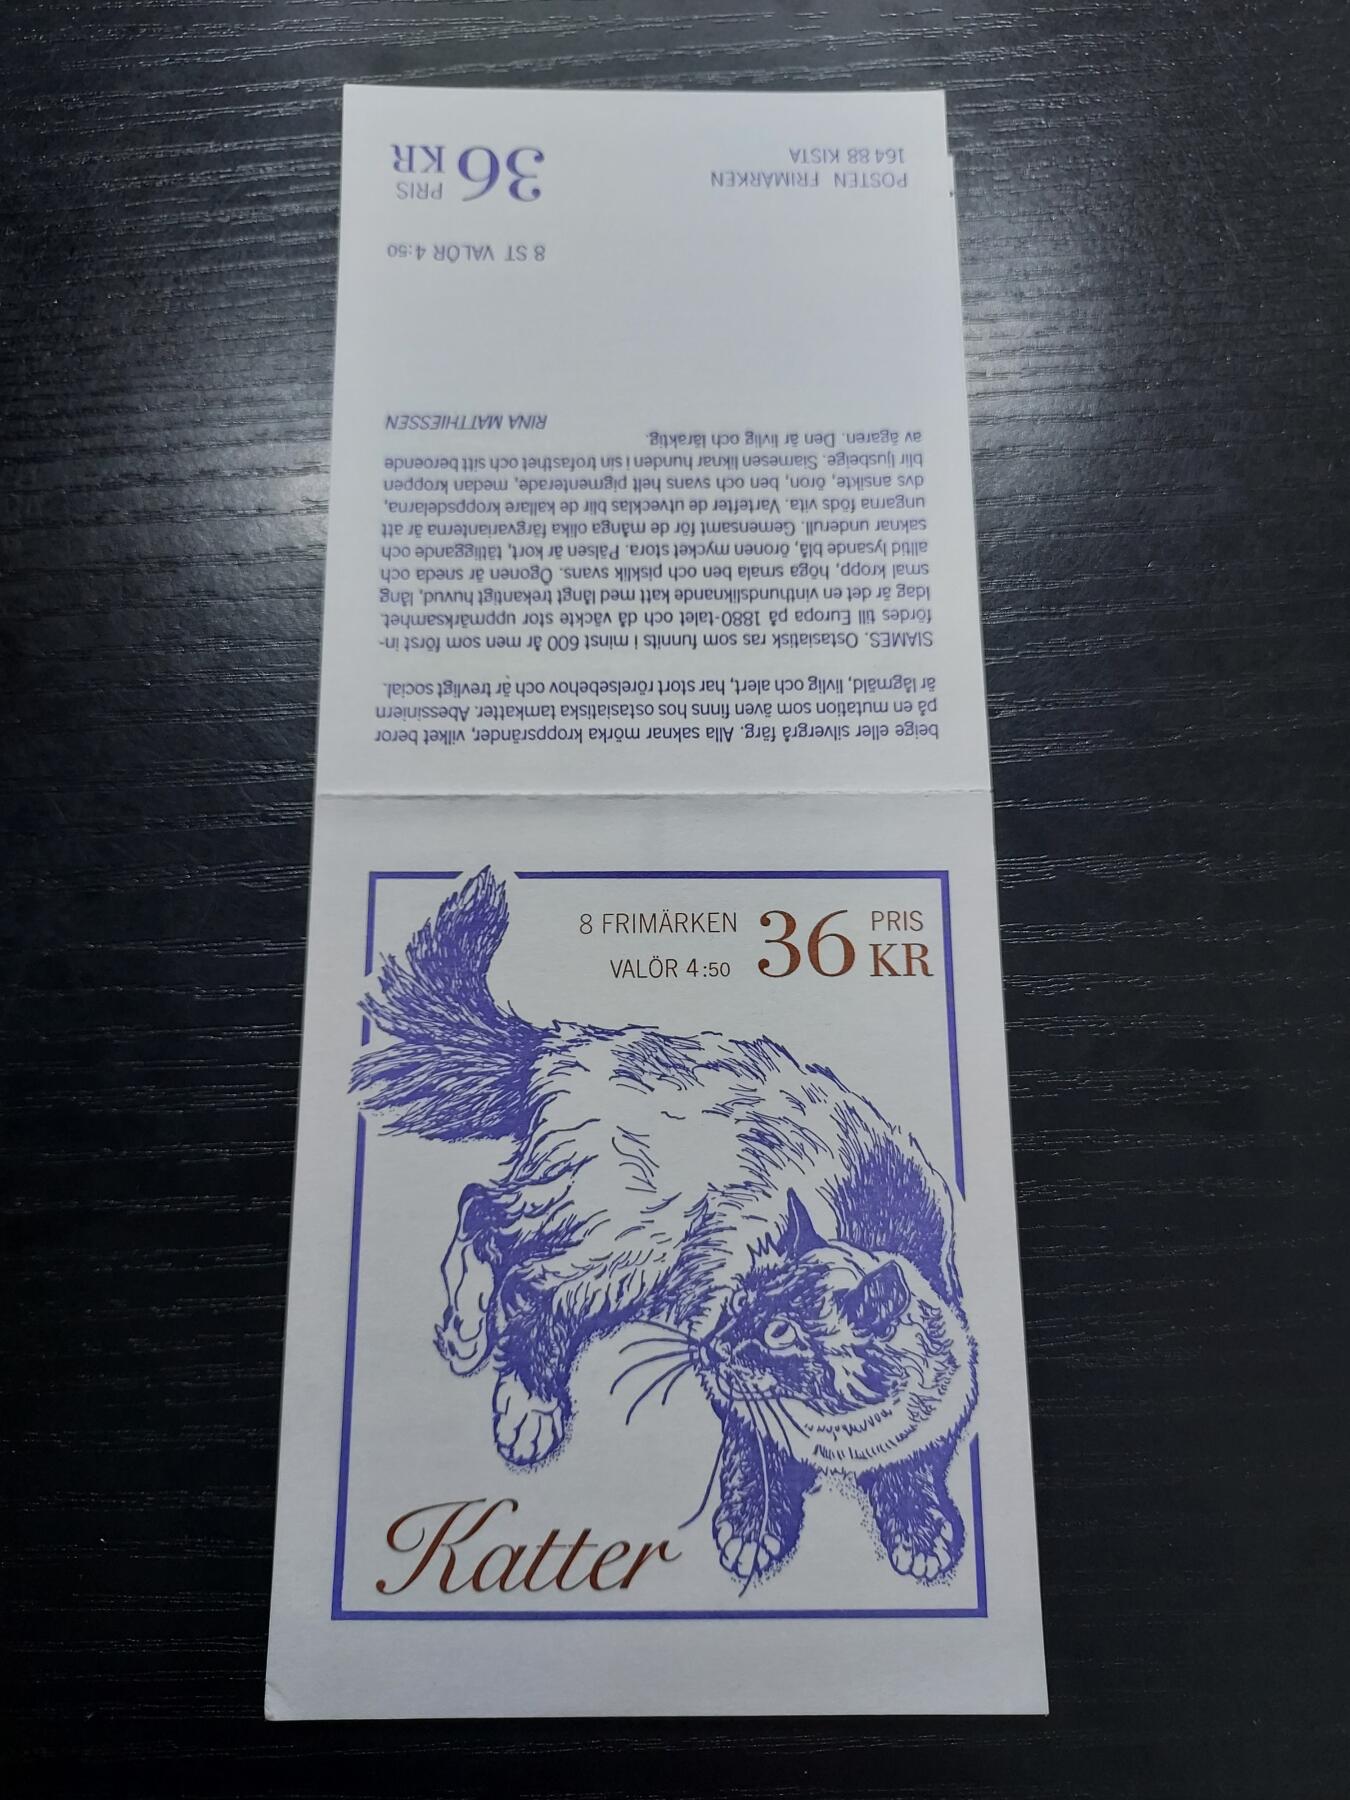 beige eller silvergrå färg. Alla saknar mörka kroppsränder, vilket beror
på en mutation som även finns hos ostasiatiska tamkatter. Abessiniern
är lågmäld, livlig och alert, har stort rörelsebehov och är trevligt social.
SIAMES. Ostasiatisk ras som funnits i minst 600 år men som först in-
fördes till Europa på 1880-talet och då väckte stor uppmärksamhet.
Idag är det en vinthundsliknande katt med långt trekantigt huvud, lång
smal kropp, höga smala ben och pisklik svans. Ögonen är sneda och
alltid lysande blå, öronen mycket stora. Pälsen är kort, tätliggande och
saknar underull. Gemensamt för de många olika färgvarianterna är att
ungarna föds vita. Varefter de utvecklas blir de kallare kroppsdelarna,
dvs ansikte, öron, ben och svans helt pigmenterade, medan kroppen
blir ljusbeige. Siamesen liknar hunden i sin trofasthet och sitt beroende
av ägaren. Den är livlig och läraktig.
RINA MATTHIESSEN
8 ST VALÖR 4:50
PRIS
36 KR
POSTEN FRIMÄRKEN
164 88 KISTA
8 FRIMÄRKEN
VALÖR 4:50
36 PRIS
KR
Katter